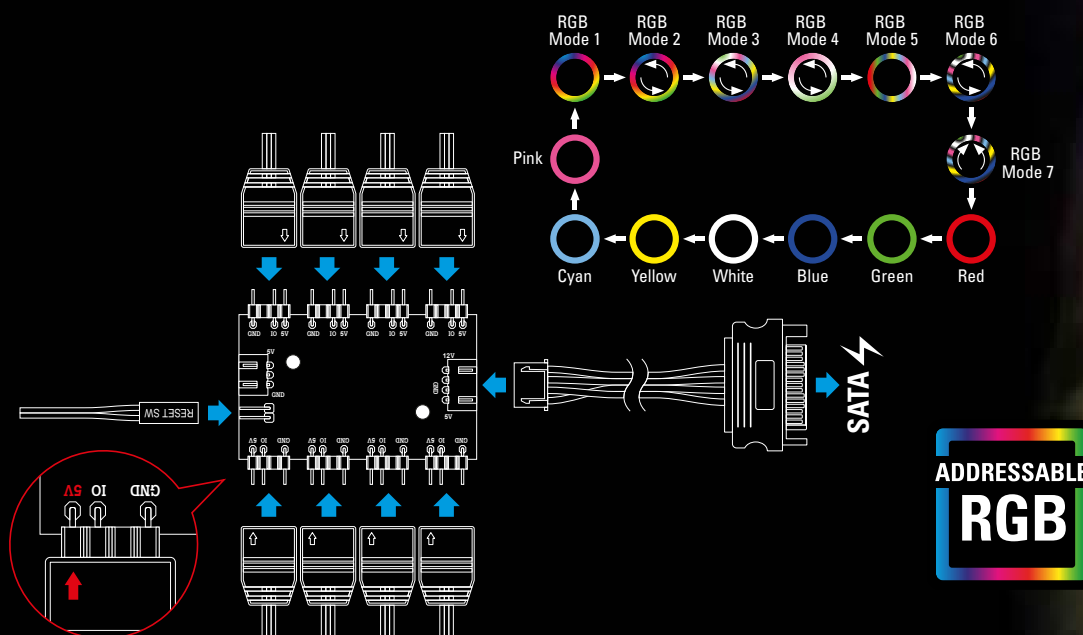 RGB
Mode 1
RGB
Mode 2
RGB
Mode 3
RGB
Mode 4
RGB
Mode 5
RGB
Mode 6
Pink
RGB
Mode 7
Cyan
Yellow
White
Blue
Green
Red
GND IO 5V
GND IO 5V
GND IO 5V
GND IO 5V
5V
GND
12V
GND
5V
RESET SW
SATA
5V IO GND
5V IO GND
5V IO GND
5V IO GND
5V IO GND
ADDRESSABLE
RGB